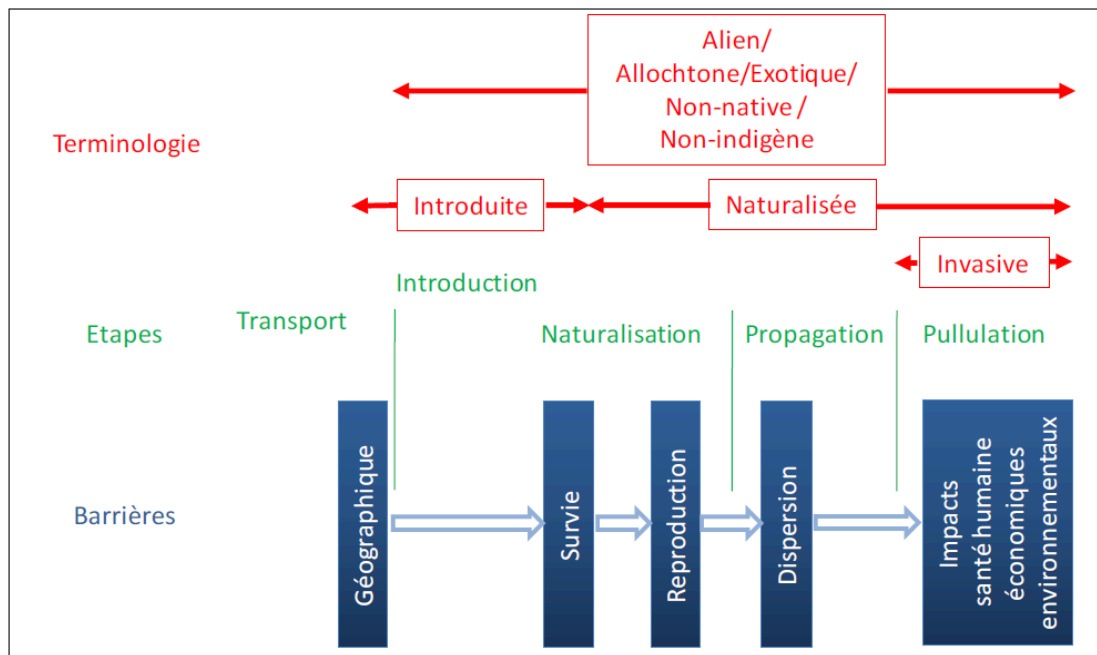 Alien/
Allochtone/Exotique/
Non-native /
Non-indigène
Terminologie
Introduite
Naturalisée
Invasive
Introduction
Transport
Etapes
Naturalisation
Propagation
Pullulation
Barrières
Géographique
Survie
Reproduction
Dispersion
Impacts
santé humaine
économiques
environnementaux